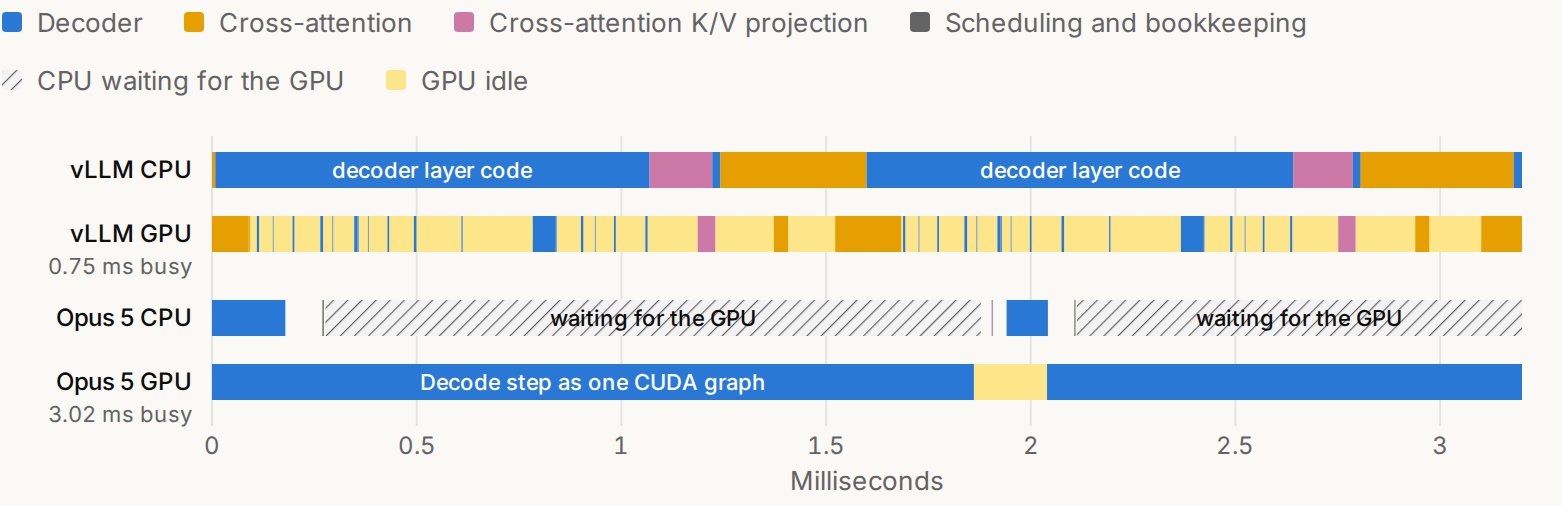 Decoder Cross-attention Cross-attention K/V projection Scheduling and bookkeeping
CPU waiting for the GPU GPU idle
vLLM CPU decoder layer code decoder layer code
vLLM GPU
0.75 ms busy
Opus 5 CPU waiting for the GPU waiting for the GPU
Opus 5 GPU Decode step as one CUDA graph
3.02 ms busy
0 0.5 1 1.5 2 2.5 3
Milliseconds